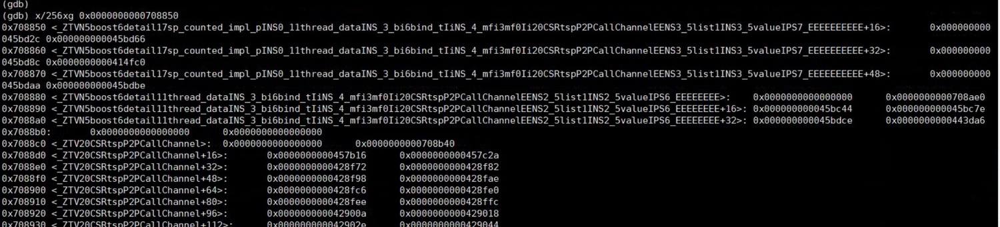 (gdb)
(gdb) x/256xg 0x0000000000708850
0x708850 <_ZTVN5boost6detail17sp_counted_impl_pINS0_11thread_dataINS_3_bi6bind_tIiNS_4_mfi3mf0Ii20CSRtspP2PCallChannelEENS3_5list1INS3_5valueIPS7_EEEEEEEEEE+16>: 0x000000000
045bd2c 0x000000000045bd66
0x708860 <_ZTVN5boost6detail17sp_counted_impl_pINS0_11thread_dataINS_3_bi6bind_tIiNS_4_mfi3mf0Ii20CSRtspP2PCallChannelEENS3_5list1INS3_5valueIPS7_EEEEEEEEEE+32>: 0x000000000
045bd8c 0x0000000000414fc0
0x708870 <_ZTVN5boost6detail17sp_counted_impl_pINS0_11thread_dataINS_3_bi6bind_tIiNS_4_mfi3mf0Ii20CSRtspP2PCallChannelEENS3_5list1INS3_5valueIPS7_EEEEEEEEEE+48>: 0x000000000
045bdaa 0x000000000045bdbe
0x708880 <_ZTVN5boost6detail11thread_dataINS_3_bi6bind_tIiNS_4_mfi3mf0Ii20CSRtspP2PCallChannelEENS2_5list1INS2_5valueIPS6_EEEEEEEE>: 0x0000000000000000 0x0000000000708ae0
0x708890 <_ZTVN5boost6detail11thread_dataINS_3_bi6bind_tIiNS_4_mfi3mf0Ii20CSRtspP2PCallChannelEENS2_5list1INS2_5valueIPS6_EEEEEEEE+16>: 0x000000000045bc44 0x000000000045bc7e
0x7088a0 <_ZTVN5boost6detail11thread_dataINS_3_bi6bind_tIiNS_4_mfi3mf0Ii20CSRtspP2PCallChannelEENS2_5list1INS2_5valueIPS6_EEEEEEEE+32>: 0x000000000045bdce 0x0000000000443da6
0x7088b0: 0x0000000000000000 0x0000000000000000
0x7088c0 <_ZTV20CSRtspP2PCallChannel>: 0x0000000000000000 0x0000000000708b40
0x7088d0 <_ZTV20CSRtspP2PCallChannel+16>: 0x0000000000457b16 0x0000000000457c2a
0x7088e0 <_ZTV20CSRtspP2PCallChannel+32>: 0x0000000000428f72 0x0000000000428f82
0x7088f0 <_ZTV20CSRtspP2PCallChannel+48>: 0x0000000000428f98 0x0000000000428fae
0x708900 <_ZTV20CSRtspP2PCallChannel+64>: 0x0000000000428fc6 0x0000000000428fe0
0x708910 <_ZTV20CSRtspP2PCallChannel+80>: 0x0000000000428fee 0x0000000000428ffc
0x708920 <_ZTV20CSRtspP2PCallChannel+96>: 0x000000000042900a 0x0000000000429018
0x708930 <_ZTV20CSRtspP2PCallChannel+112>: 0x000000000042902e 0x0000000000429044